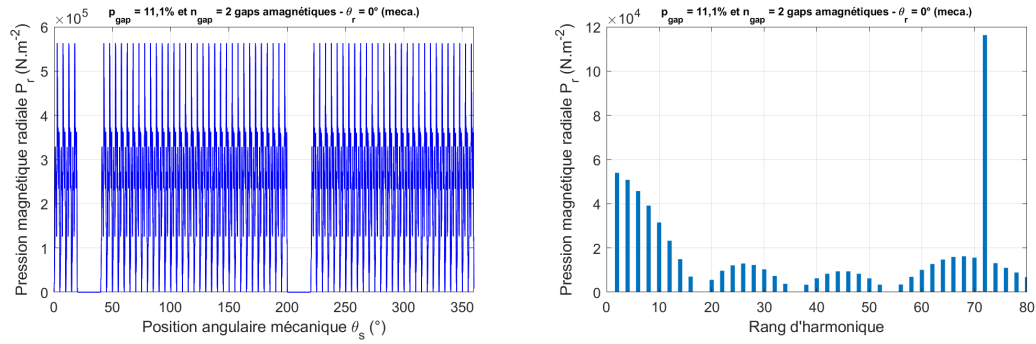 p_gap = 11,1% et n_gap = 2 gaps amagnétiques - θ_r = 0° (meca.)
×10^5
6
5
4
3
2
1
0
Pression magnétique radiale P_r (N.m^-2)
0 50 100 150 200 250 300 350
Position angulaire mécanique θ_s (°)
p_gap = 11,1% et n_gap = 2 gaps amagnétiques - θ_r = 0° (meca.)
×10^4
12
10
8
6
4
2
0
Pression magnétique radiale P_r (N.m^-2)
0 10 20 30 40 50 60 70 80
Rang d'harmonique